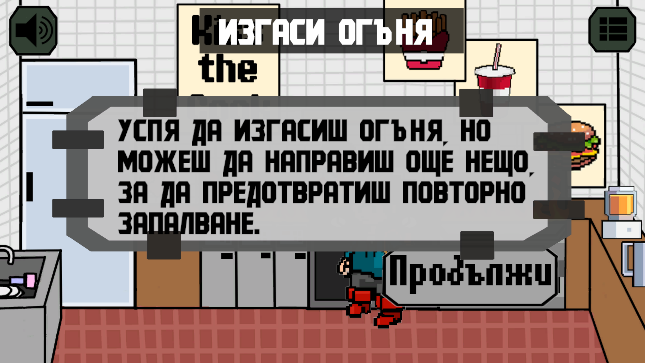 ИЗГАСИ ОГЪНЯ
the
УСПЯ ДА ИЗГАСИШ ОГЪНЯ, НО
МОЖЕШ ДА НАПРАВИШ ОЩЕ НЕЩО,
ЗА ДА ПРЕДОТВРАТИШ ПОВТОРНО
ЗАПАЛВАНЕ.
Продължи